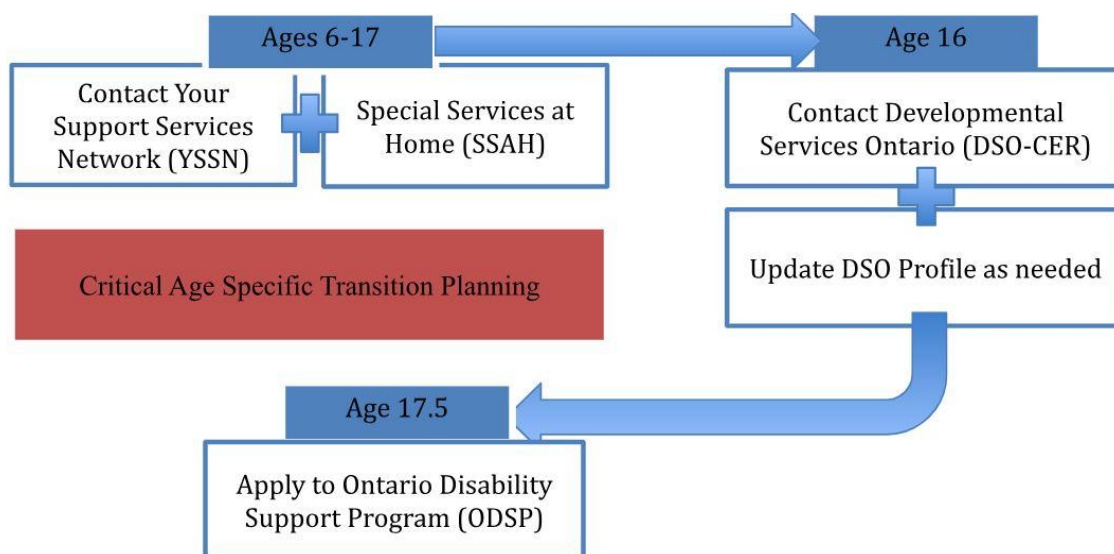 Ages 6-17
Contact Your
Support Services
Network (YSSN)
Special Services at
Home (SSAH)
Age 16
Contact Developmental
Services Ontario (DSO-CER)
Update DSO Profile as needed
Critical Age Specific Transition Planning
Age 17.5
Apply to Ontario Disability
Support Program (ODSP)